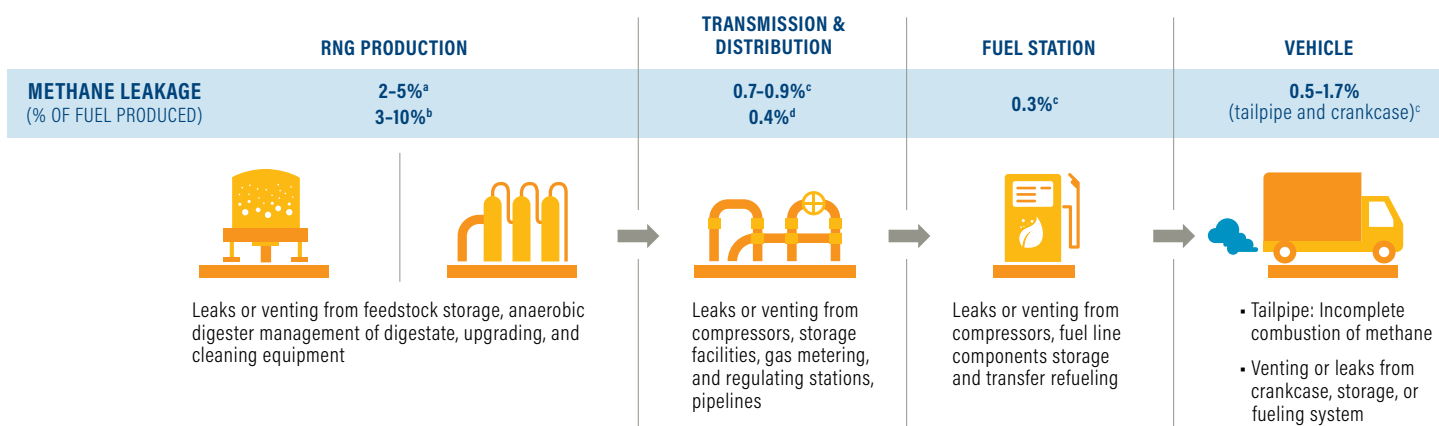 RNG PRODUCTION
TRANSMISSION &
DISTRIBUTION
FUEL STATION
VEHICLE
METHANE LEAKAGE
(% OF FUEL PRODUCED)
2–5%ᵃ
3–10%ᵇ
0.7–0.9%ᶜ
0.4%ᵈ
0.3%ᶜ
0.5–1.7%
(tailpipe and crankcase)ᶜ
Leaks or venting from feedstock storage, anaerobic
digester management of digestate, upgrading, and
cleaning equipment
Leaks or venting from
compressors, storage
facilities, gas metering,
and regulating stations,
pipelines
Leaks or venting from
compressors, fuel line
components storage
and transfer refueling
▪ Tailpipe: Incomplete
combustion of methane
▪ Venting or leaks from
crankcase, storage, or
fueling system